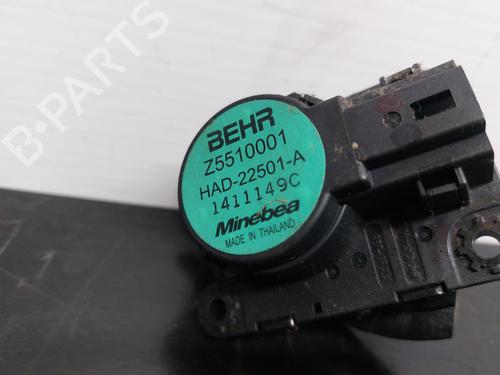 BEHR
Z5510001
HAD-22501-A
1411149C
Minebea
MADE IN THAILAND
B-PARTS